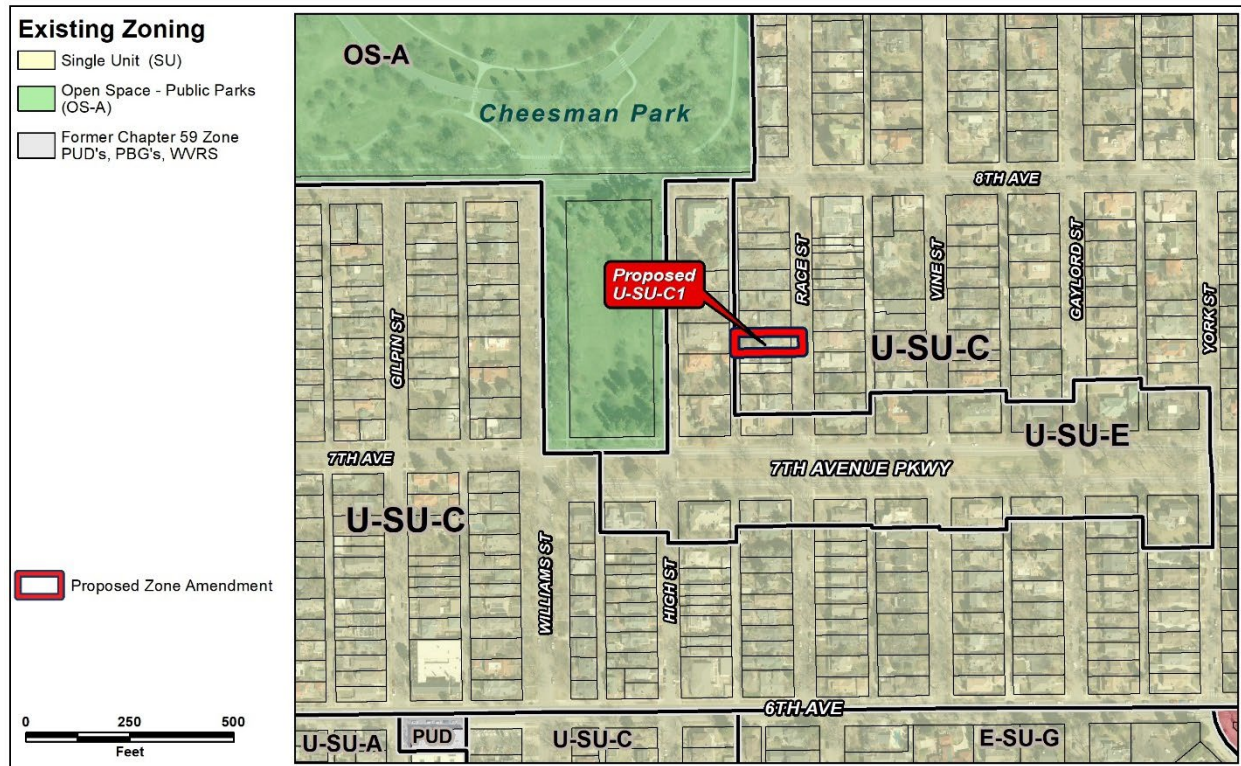 Existing Zoning
Single Unit (SU)
Open Space - Public Parks
(OS-A)
Former Chapter 59 Zone
PUD's, PBG's, WVRS
Proposed Zone Amendment
0 250 500
Feet
OS-A
Cheesman Park
8TH AVE
Proposed
U-SU-C1
RACE ST
VINE ST
GAYLORD ST
YORK ST
GILPIN ST
U-SU-C
U-SU-E
7TH AVE
7TH AVENUE PKWY
U-SU-C
WILLIAMS ST
HIGH ST
6TH AVE
U-SU-A
PUD
U-SU-C
E-SU-G